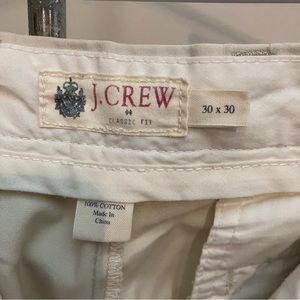 J.CREW
CLASSIC FIT
30 x 30
100% COTTON
Made In
China